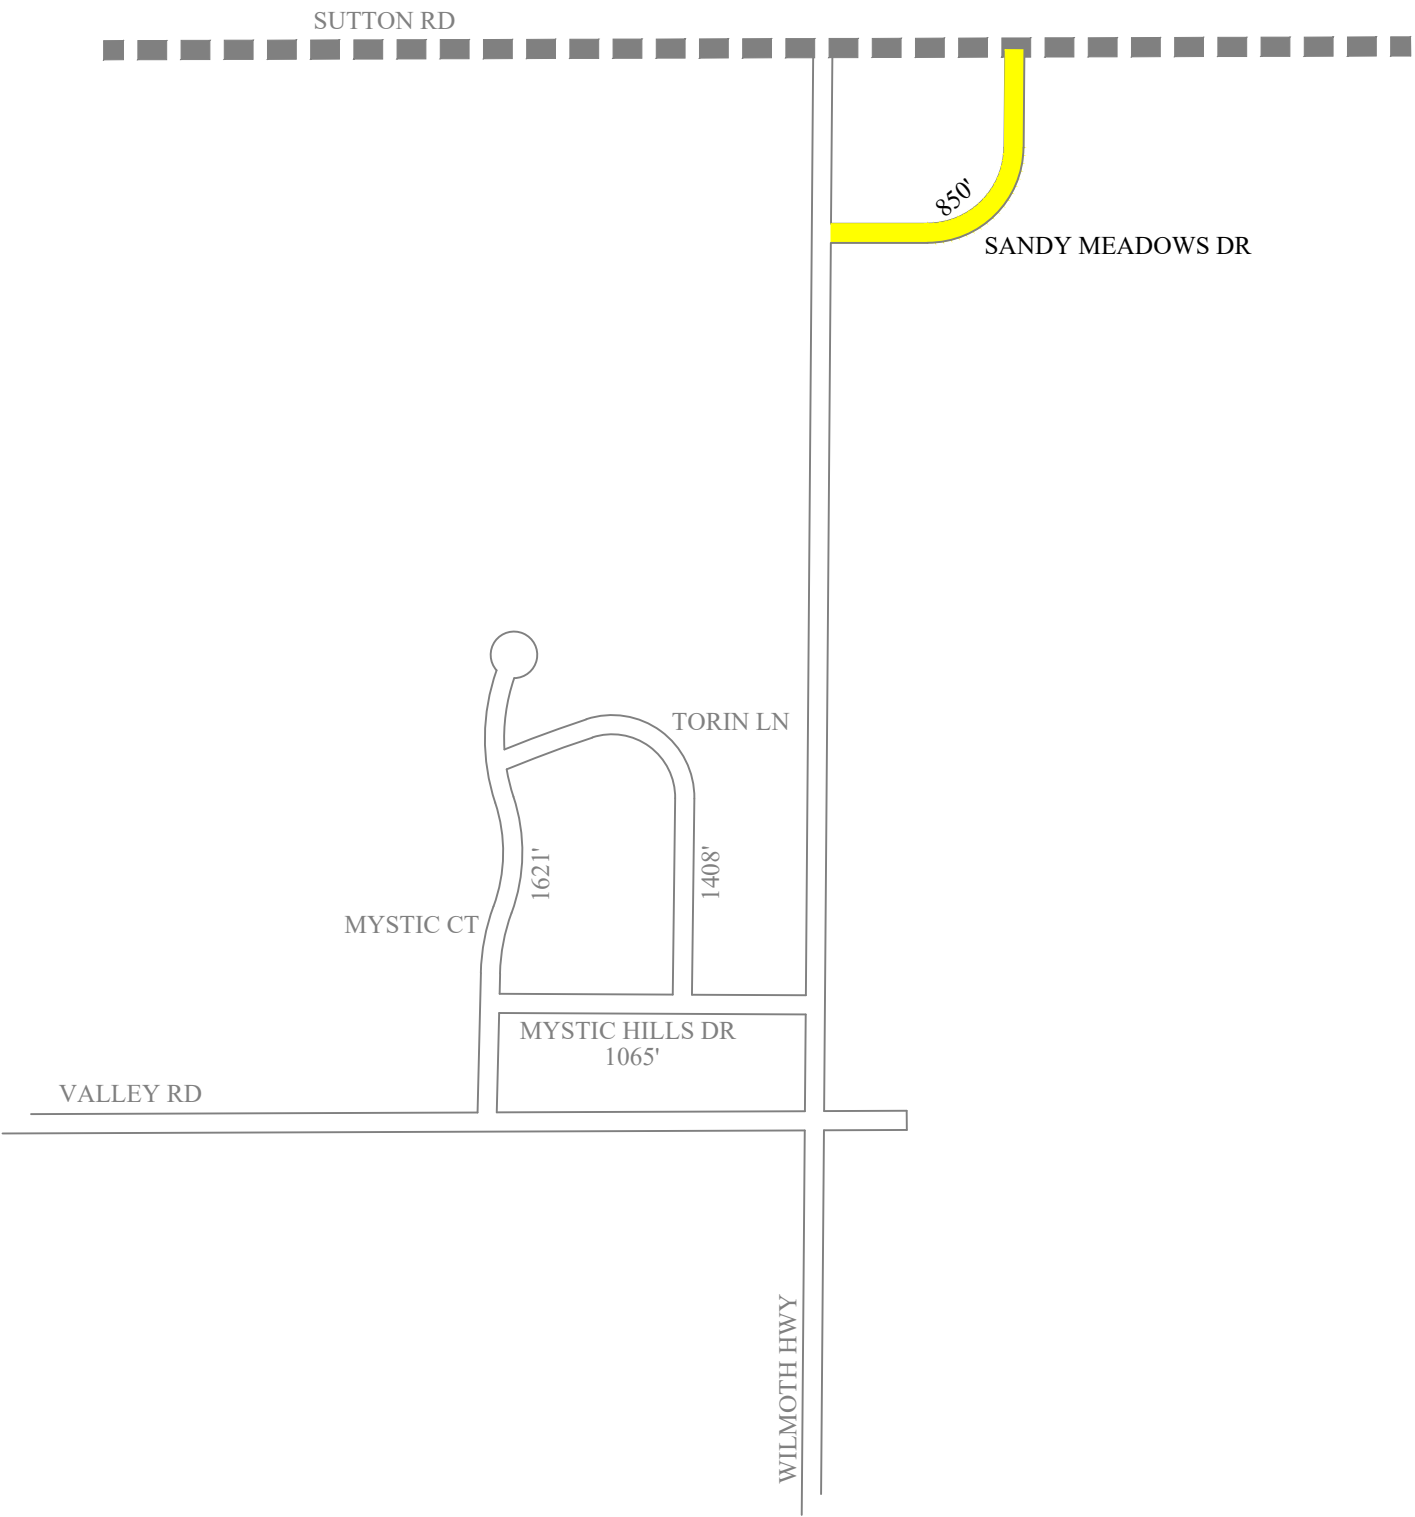 SUTTON RD
850'
SANDY MEADOWS DR
TORIN LN
1621'
1408'
MYSTIC CT
MYSTIC HILLS DR
1065'
VALLEY RD
WILMOTH HWY